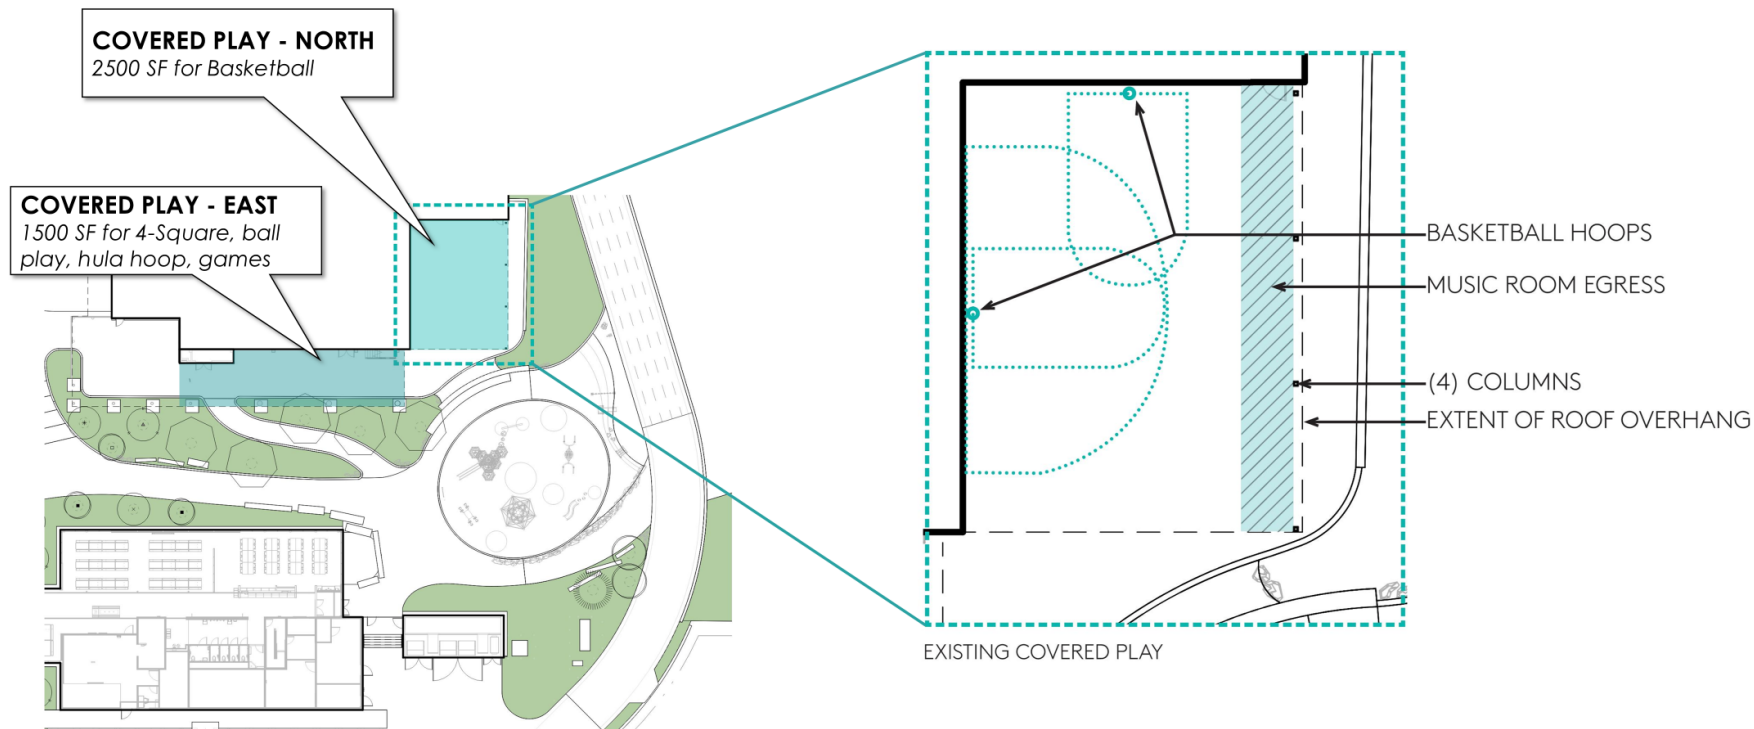 COVERED PLAY - NORTH
2500 SF for Basketball
COVERED PLAY - EAST
1500 SF for 4-Square, ball
play, hula hoop, games
BASKETBALL HOOPS
MUSIC ROOM EGRESS
(4) COLUMNS
EXTENT OF ROOF OVERHANG
EXISTING COVERED PLAY